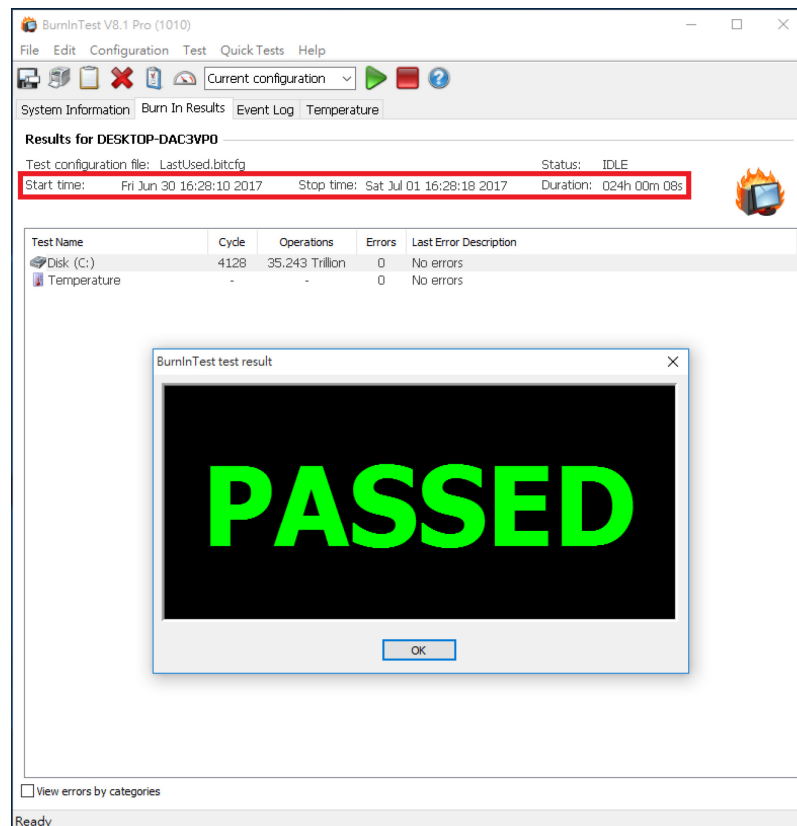 BurnInTest V8.1 Pro (1010)
File Edit Configuration Test Quick Tests Help
Current configuration
System Information Burn In Results Event Log Temperature
Results for DESKTOP-DAC3VP0
Test configuration file: LastUsed.bitcfg Status: IDLE
Start time: Fri Jun 30 16:28:10 2017 Stop time: Sat Jul 01 16:28:18 2017 Duration: 024h 00m 08s
Test Name Cycle Operations Errors Last Error Description
Disk (C:) 4128 35.243 Trillion 0 No errors
Temperature - - 0 No errors
BurnInTest test result
PASSED
OK
View errors by categories
Ready